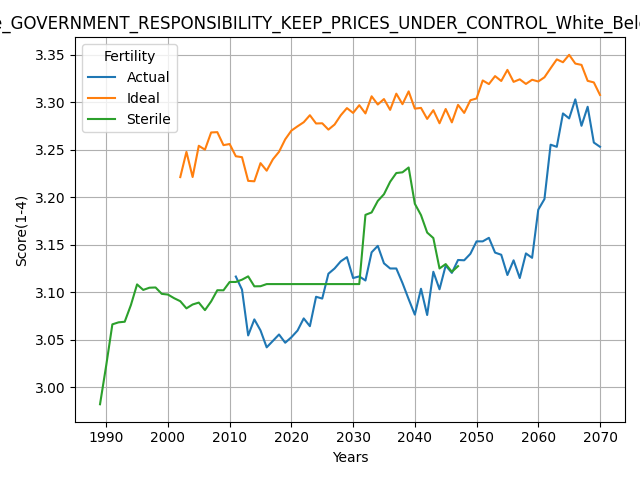 _GOVERNMENT_RESPONSIBILITY_KEEP_PRICES_UNDER_CONTROL_White_Bel
Fertility
Actual
Ideal
Sterile
3.35
3.30
3.25
3.20
3.15
3.10
3.05
3.00
Score(1-4)
1990 2000 2010 2020 2030 2040 2050 2060 2070
Years